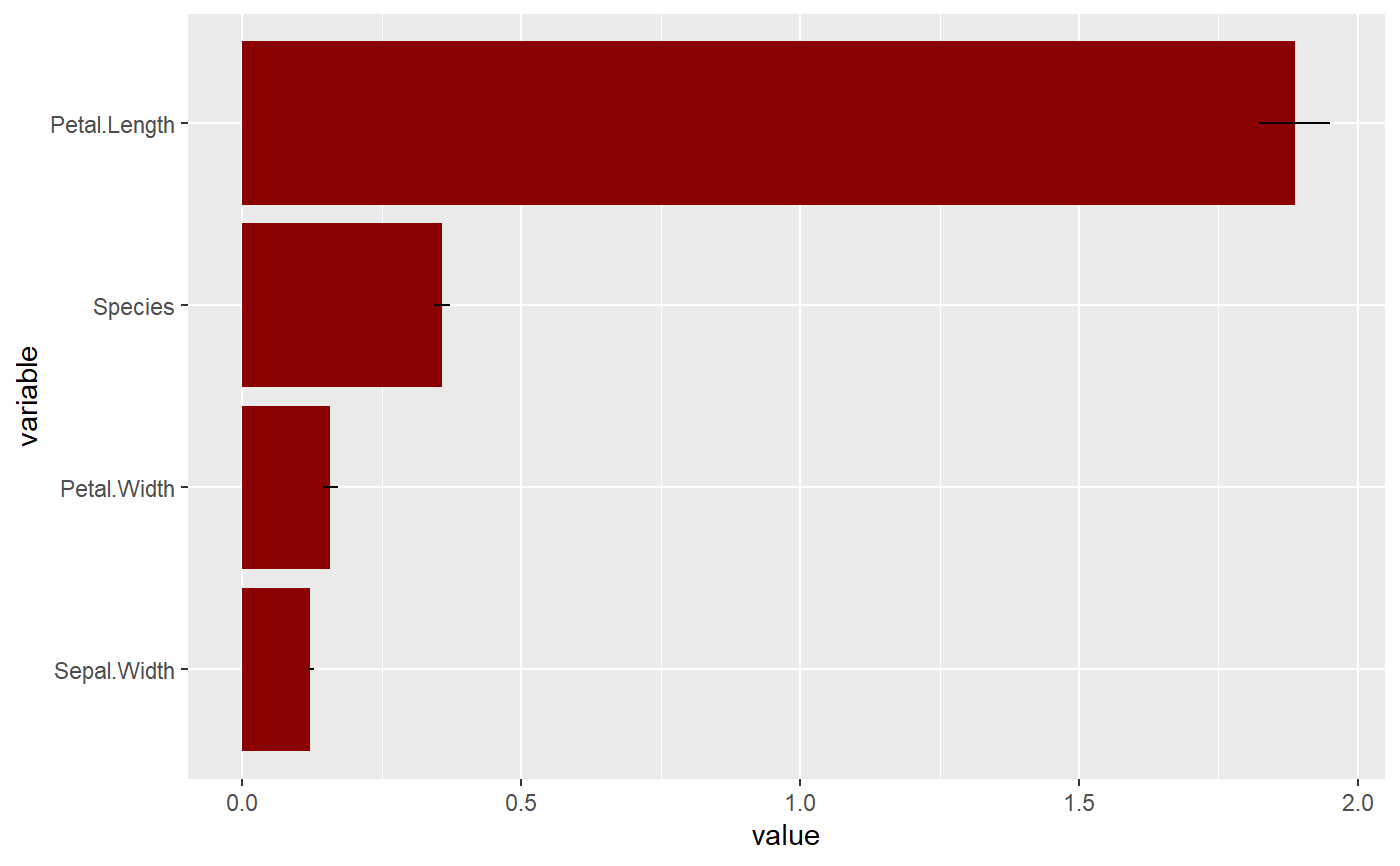 Petal.Length
Species
Petal.Width
Sepal.Width
variable
0.0 0.5 1.0 1.5 2.0
value